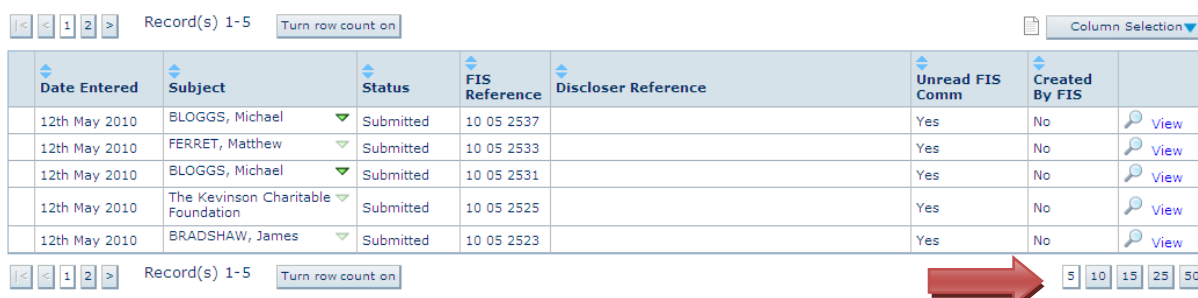 |< < 1 2 > Record(s) 1-5 Turn row count on Column Selection
Date Entered Subject Status FIS Reference Discloser Reference Unread FIS Comm Created By FIS
12th May 2010 BLOGGS, Michael Submitted 10 05 2537 Yes No View
12th May 2010 FERRET, Matthew Submitted 10 05 2533 Yes No View
12th May 2010 BLOGGS, Michael Submitted 10 05 2531 Yes No View
12th May 2010 The Kevinson Charitable Foundation Submitted 10 05 2525 Yes No View
12th May 2010 BRADSHAW, James Submitted 10 05 2523 Yes No View
|< < 1 2 > Record(s) 1-5 Turn row count on 5 10 15 25 50